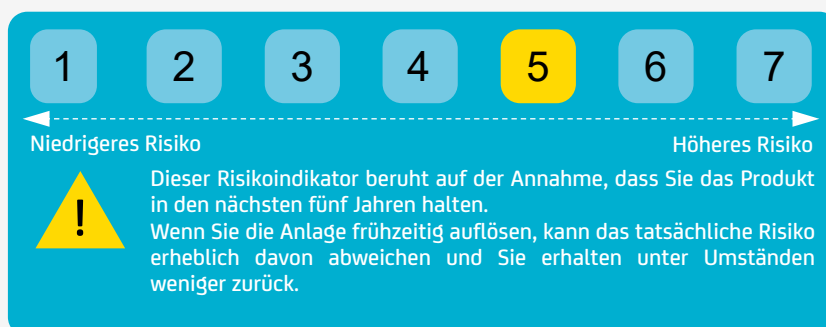 1 2 3 4 5 6 7
Niedrigeres Risiko Höheres Risiko
!
Dieser Risikoindikator beruht auf der Annahme, dass Sie das Produkt
in den nächsten fünf Jahren halten.
Wenn Sie die Anlage frühzeitig auflösen, kann das tatsächliche Risiko
erheblich davon abweichen und Sie erhalten unter Umständen
weniger zurück.